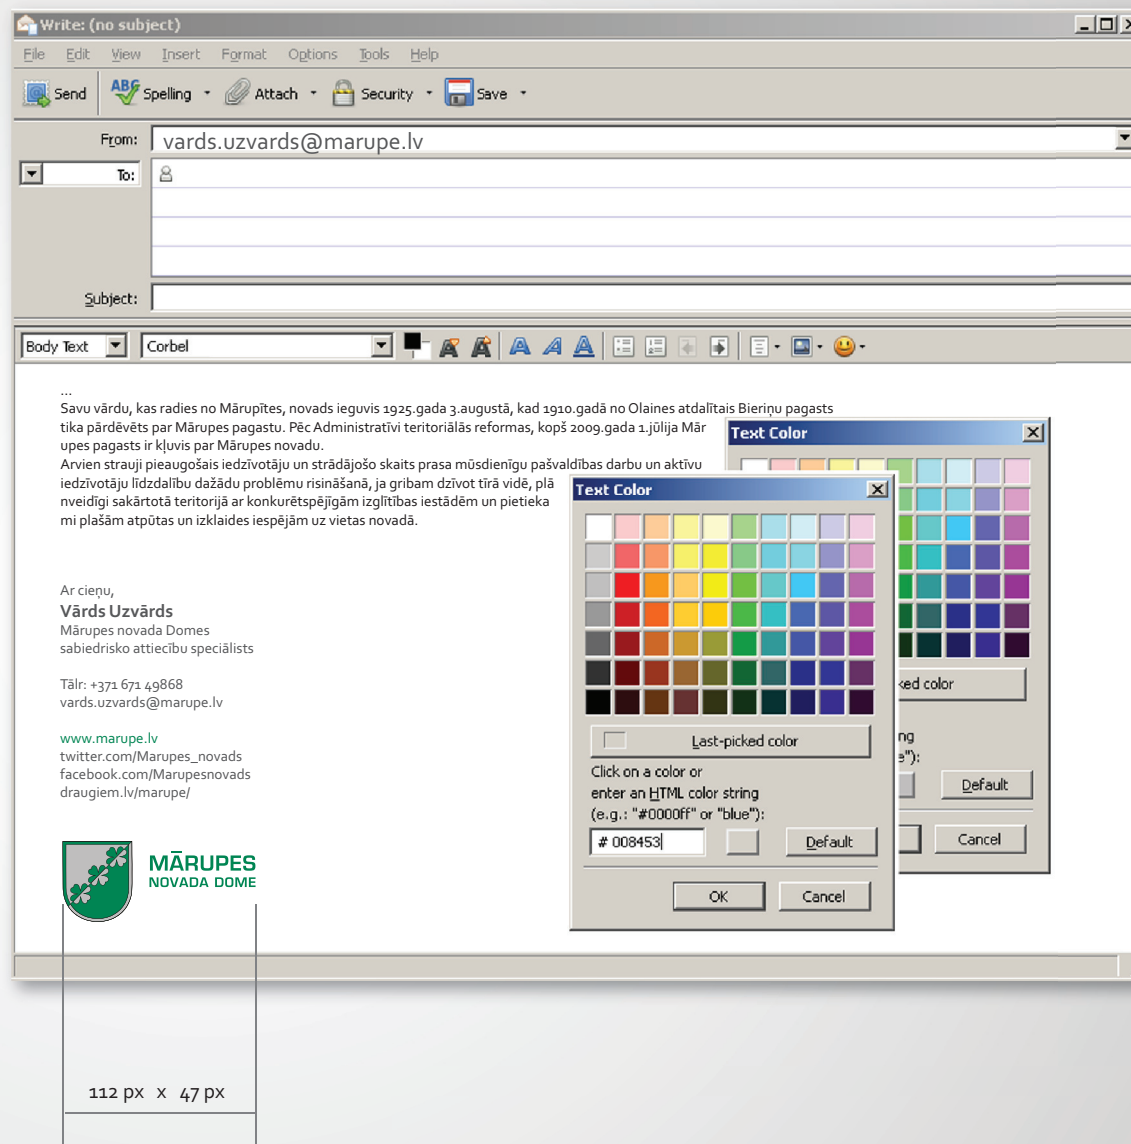 Write: (no subject)
File Edit View Insert Format Options Tools Help
Send ABC Spelling Attach Security Save
From: vards.uzvards@marupe.lv
To:
Subject:
Body Text Corbel
...
Savu vārdu, kas radies no Mārupītes, novads ieguvis 1925.gada 3.augustā, kad 1910.gadā no Olaines atdalītais Bieriņu pagasts
tika pārdēvēts par Mārupes pagastu. Pēc Administratīvi teritoriālās reformas, kopš 2009.gada 1.jūlija Mār
upes pagasts ir kļuvis par Mārupes novadu.
Arvien strauji pieaugošais iedzīvotāju un strādājošo skaits prasa mūsdienīgu pašvaldības darbu un aktīvu
iedzīvotāju līdzdalību dažādu problēmu risināšanā, ja gribam dzīvot tīrā vidē, plā
nveidīgi sakārtotā teritorijā ar konkurētspējīgām izglītības iestādēm un pietieka
mi plašām atpūtas un izklaides iespējām uz vietas novadā.
Ar cieņu,
Vārds Uzvārds
Mārupes novada Domes
sabiedrisko attiecību speciālists
Tālr: +371 671 49868
vards.uzvards@marupe.lv
www.marupe.lv
twitter.com/Marupes_novads
facebook.com/Marupesnovads
draugiem.lv/marupe/
MĀRUPES
NOVADA DOME
Text Color
ked color
ng
e"):
Default
Cancel
Text Color
Last-picked color
Click on a color or
enter an HTML color string
(e.g.: "#0000ff" or "blue"):
# 008453
Default
OK Cancel
112 px x 47 px